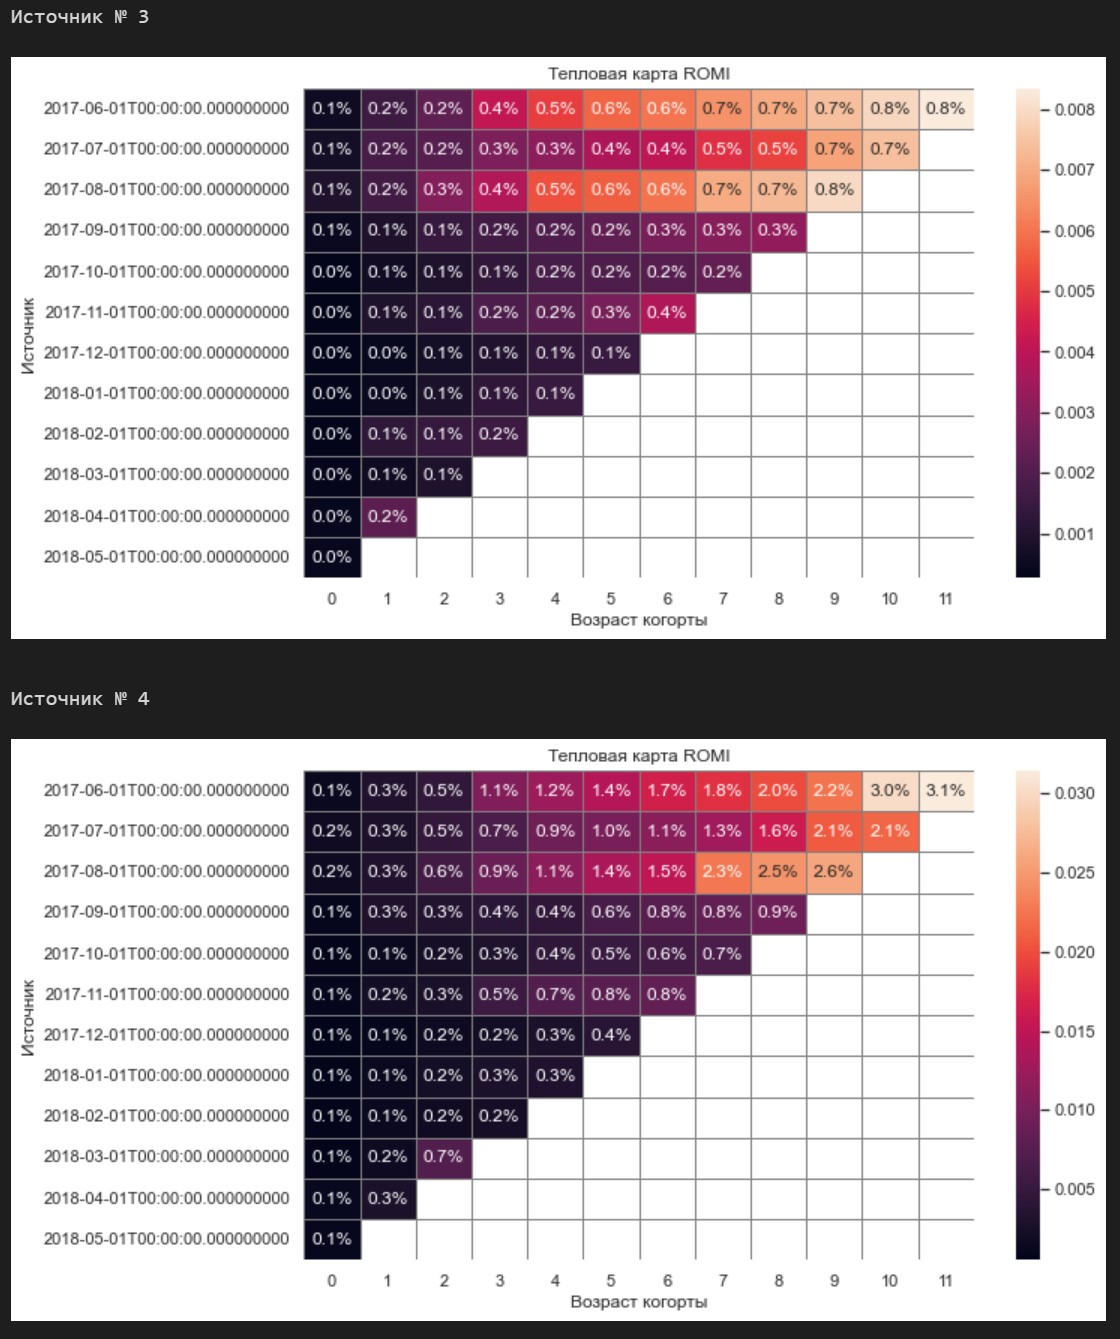 Источник № 3
Тепловая карта ROMI
2017-06-01T00:00:00.000000000 0.1% 0.2% 0.2% 0.4% 0.5% 0.6% 0.6% 0.7% 0.7% 0.7% 0.8% 0.8%
2017-07-01T00:00:00.000000000 0.1% 0.2% 0.2% 0.3% 0.3% 0.4% 0.4% 0.5% 0.5% 0.7% 0.7%
2017-08-01T00:00:00.000000000 0.1% 0.2% 0.3% 0.4% 0.5% 0.6% 0.6% 0.7% 0.7% 0.8%
2017-09-01T00:00:00.000000000 0.1% 0.1% 0.1% 0.2% 0.2% 0.2% 0.3% 0.3% 0.3%
2017-10-01T00:00:00.000000000 0.0% 0.1% 0.1% 0.1% 0.2% 0.2% 0.2% 0.2%
2017-11-01T00:00:00.000000000 0.0% 0.1% 0.1% 0.2% 0.2% 0.3% 0.4%
2017-12-01T00:00:00.000000000 0.0% 0.0% 0.1% 0.1% 0.1% 0.1%
2018-01-01T00:00:00.000000000 0.0% 0.0% 0.1% 0.1% 0.1%
2018-02-01T00:00:00.000000000 0.0% 0.1% 0.1% 0.2%
2018-03-01T00:00:00.000000000 0.0% 0.1% 0.1%
2018-04-01T00:00:00.000000000 0.0% 0.2%
2018-05-01T00:00:00.000000000 0.0%
0 1 2 3 4 5 6 7 8 9 10 11
Возраст когорты
Источник
0.008
0.007
0.006
0.005
0.004
0.003
0.002
0.001
Источник № 4
Тепловая карта ROMI
2017-06-01T00:00:00.000000000 0.1% 0.3% 0.5% 1.1% 1.2% 1.4% 1.7% 1.8% 2.0% 2.2% 3.0% 3.1%
2017-07-01T00:00:00.000000000 0.2% 0.3% 0.5% 0.7% 0.9% 1.0% 1.1% 1.3% 1.6% 2.1% 2.1%
2017-08-01T00:00:00.000000000 0.2% 0.3% 0.6% 0.9% 1.1% 1.4% 1.5% 2.3% 2.5% 2.6%
2017-09-01T00:00:00.000000000 0.1% 0.3% 0.3% 0.4% 0.4% 0.6% 0.8% 0.8% 0.9%
2017-10-01T00:00:00.000000000 0.1% 0.1% 0.2% 0.3% 0.4% 0.5% 0.6% 0.7%
2017-11-01T00:00:00.000000000 0.1% 0.2% 0.3% 0.5% 0.7% 0.8% 0.8%
2017-12-01T00:00:00.000000000 0.1% 0.1% 0.2% 0.2% 0.3% 0.4%
2018-01-01T00:00:00.000000000 0.1% 0.1% 0.2% 0.3% 0.3%
2018-02-01T00:00:00.000000000 0.1% 0.1% 0.2% 0.2%
2018-03-01T00:00:00.000000000 0.1% 0.2% 0.7%
2018-04-01T00:00:00.000000000 0.1% 0.3%
2018-05-01T00:00:00.000000000 0.1%
0 1 2 3 4 5 6 7 8 9 10 11
Возраст когорты
Источник
0.030
0.025
0.020
0.015
0.010
0.005